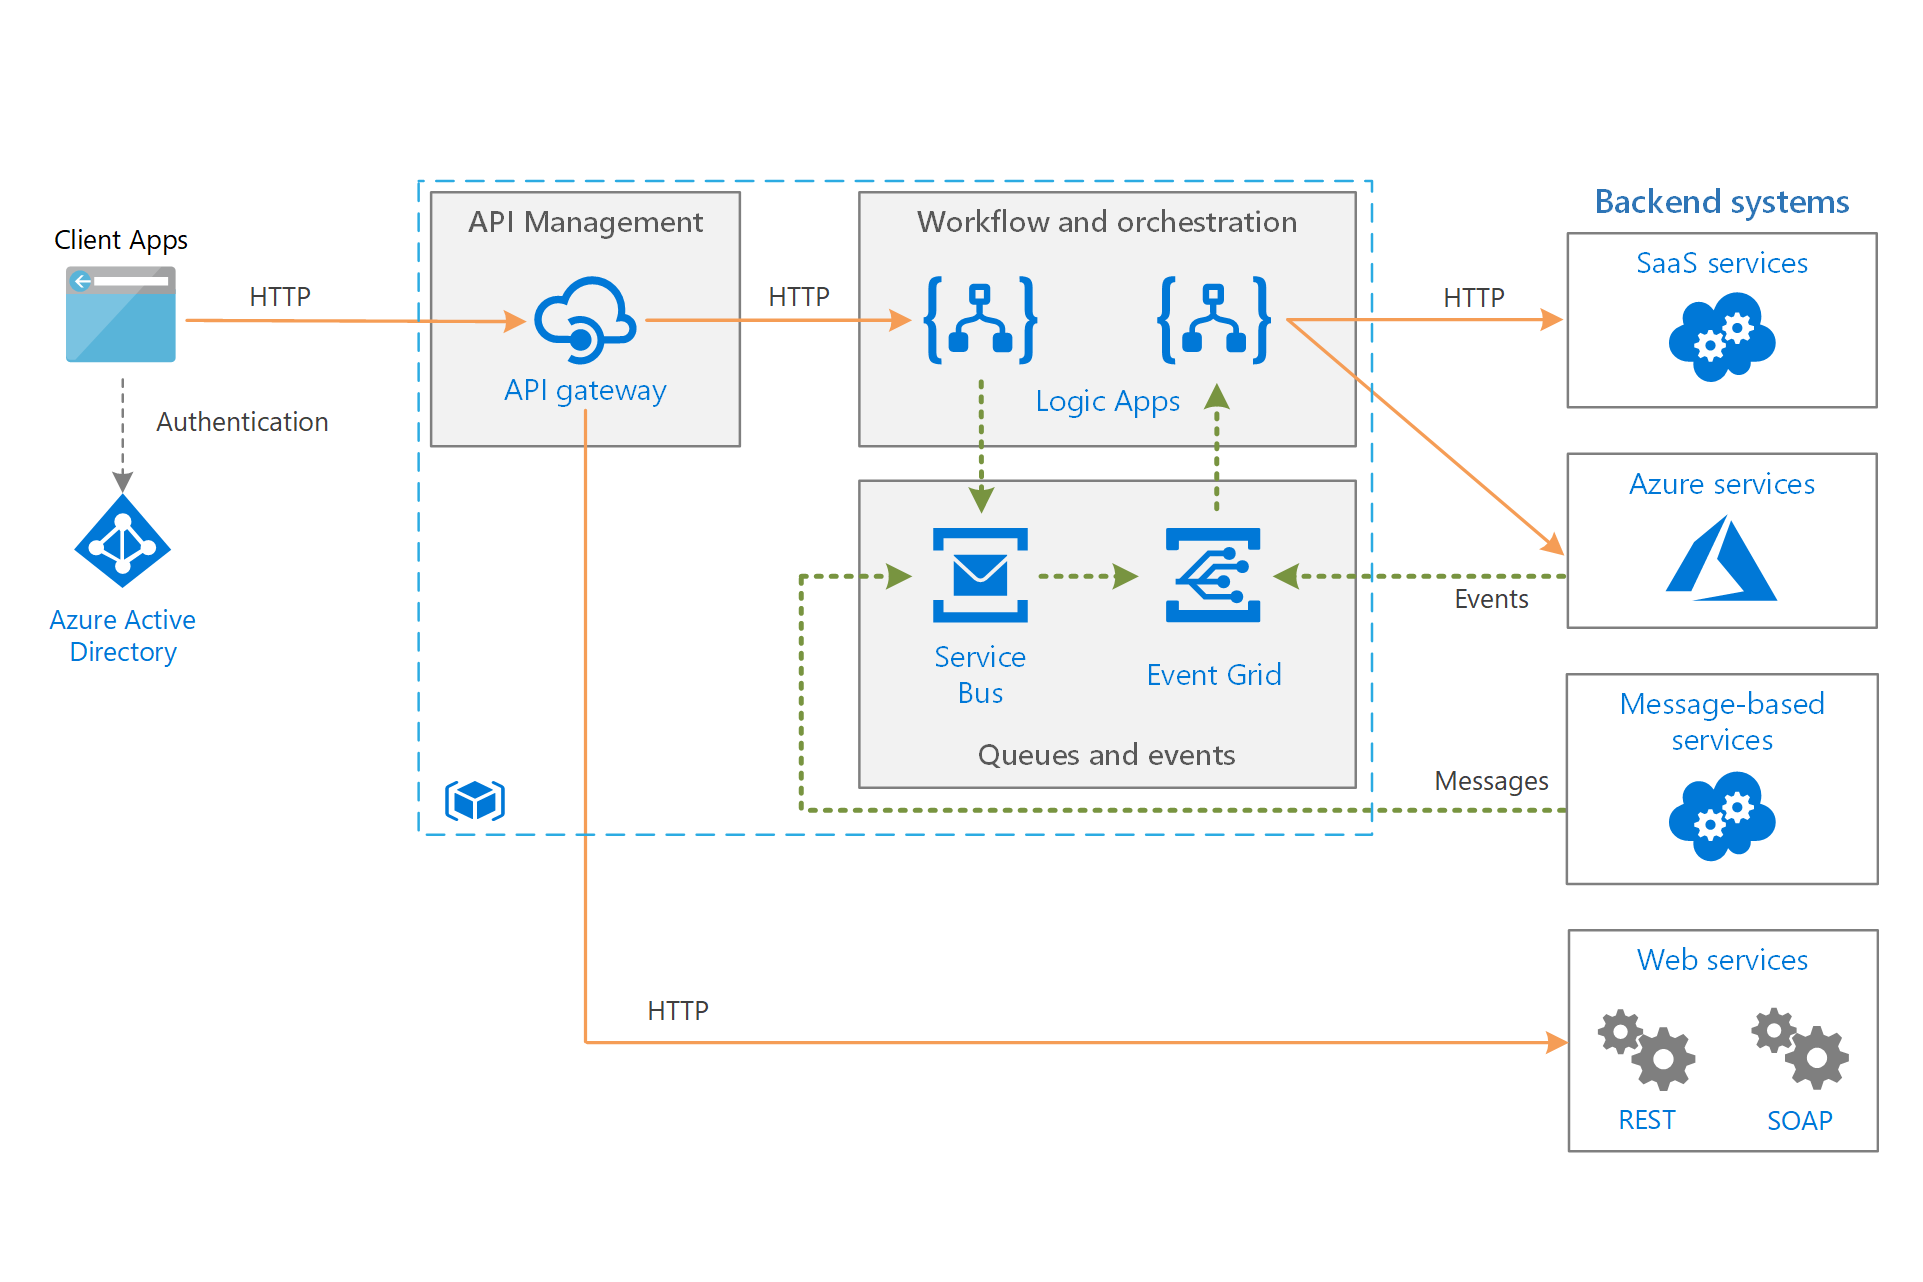 Client Apps
HTTP
Authentication
Azure Active
Directory
API Management
API gateway
HTTP
Workflow and orchestration
Logic Apps
Service
Bus
Event Grid
Queues and events
HTTP
Events
Messages
HTTP
Backend systems
SaaS services
Azure services
Message-based
services
Web services
REST
SOAP